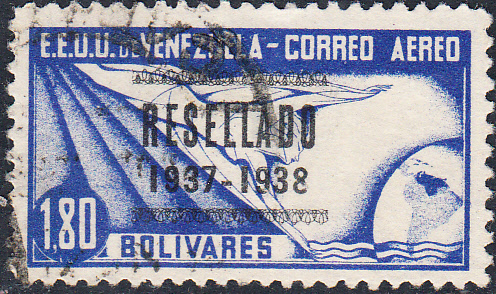 E.E.U.U. DE VENEZUELA - CORREO AEREO
RESELLADO
1937-1938
1,80
BOLIVARES